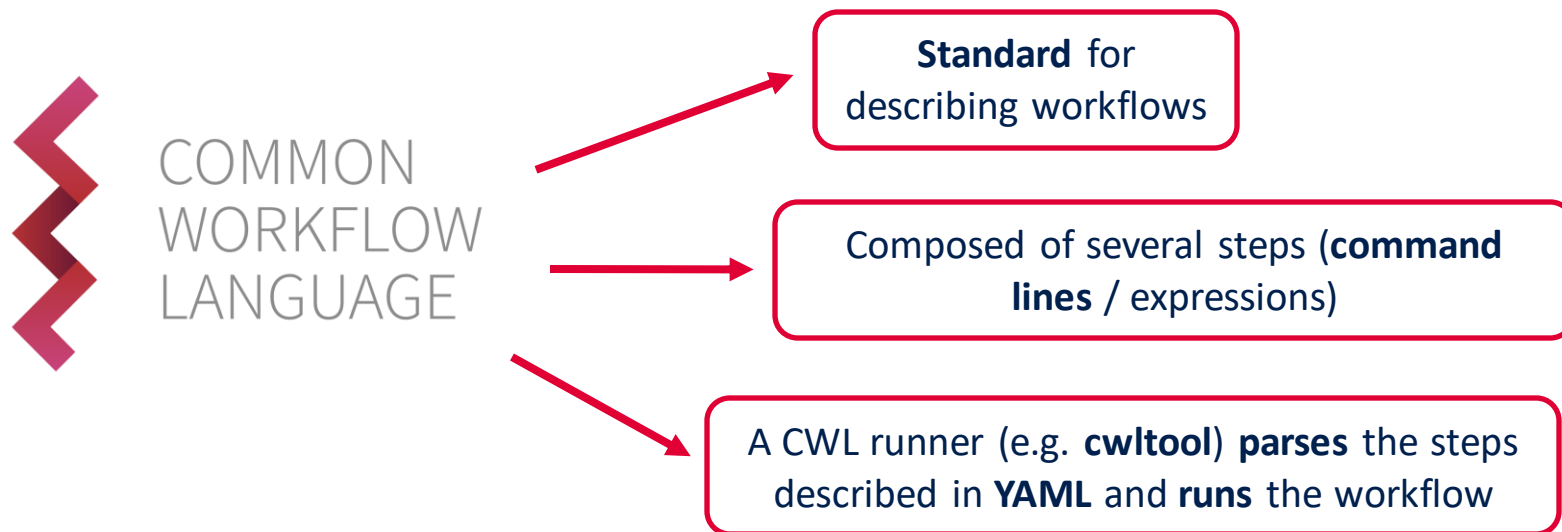 COMMON
WORKFLOW
LANGUAGE
Standard for
describing workflows
Composed of several steps (command
lines / expressions)
A CWL runner (e.g. cwltool) parses the steps
described in YAML and runs the workflow